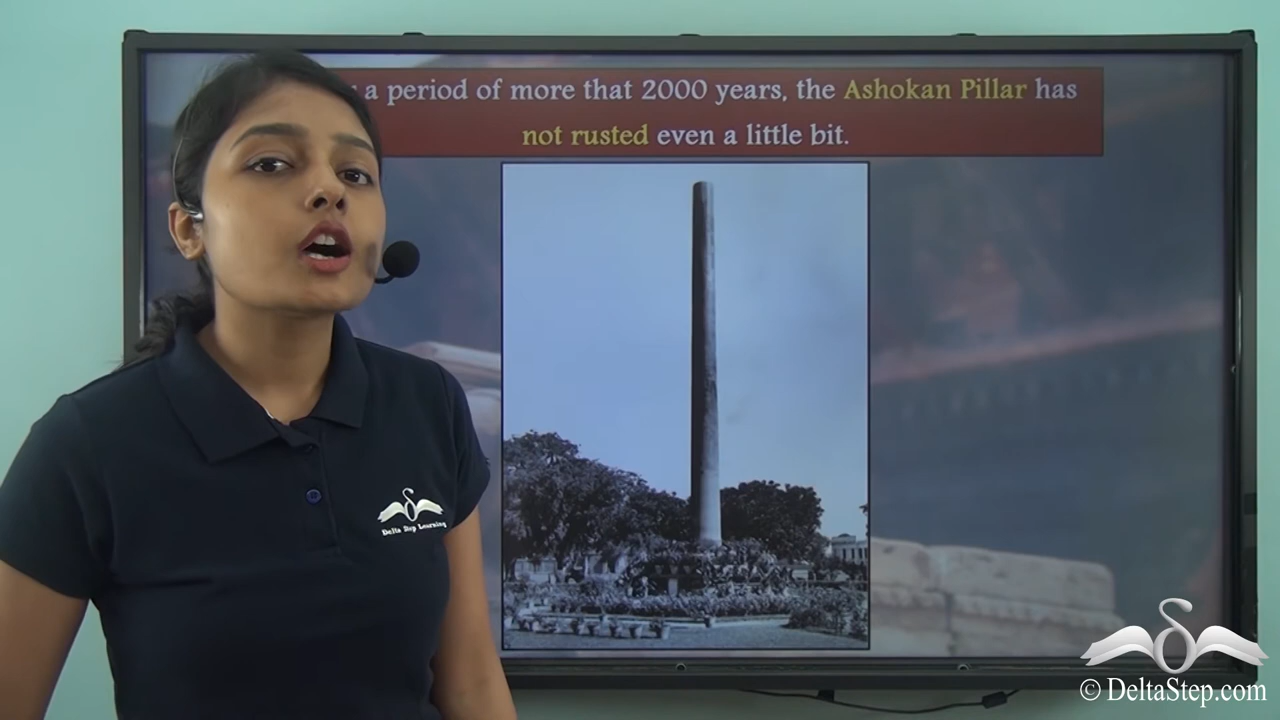 a period of more that 2000 years, the Ashokan Pillar has
not rusted even a little bit.
Delta Step Learning
© DeltaStep.com